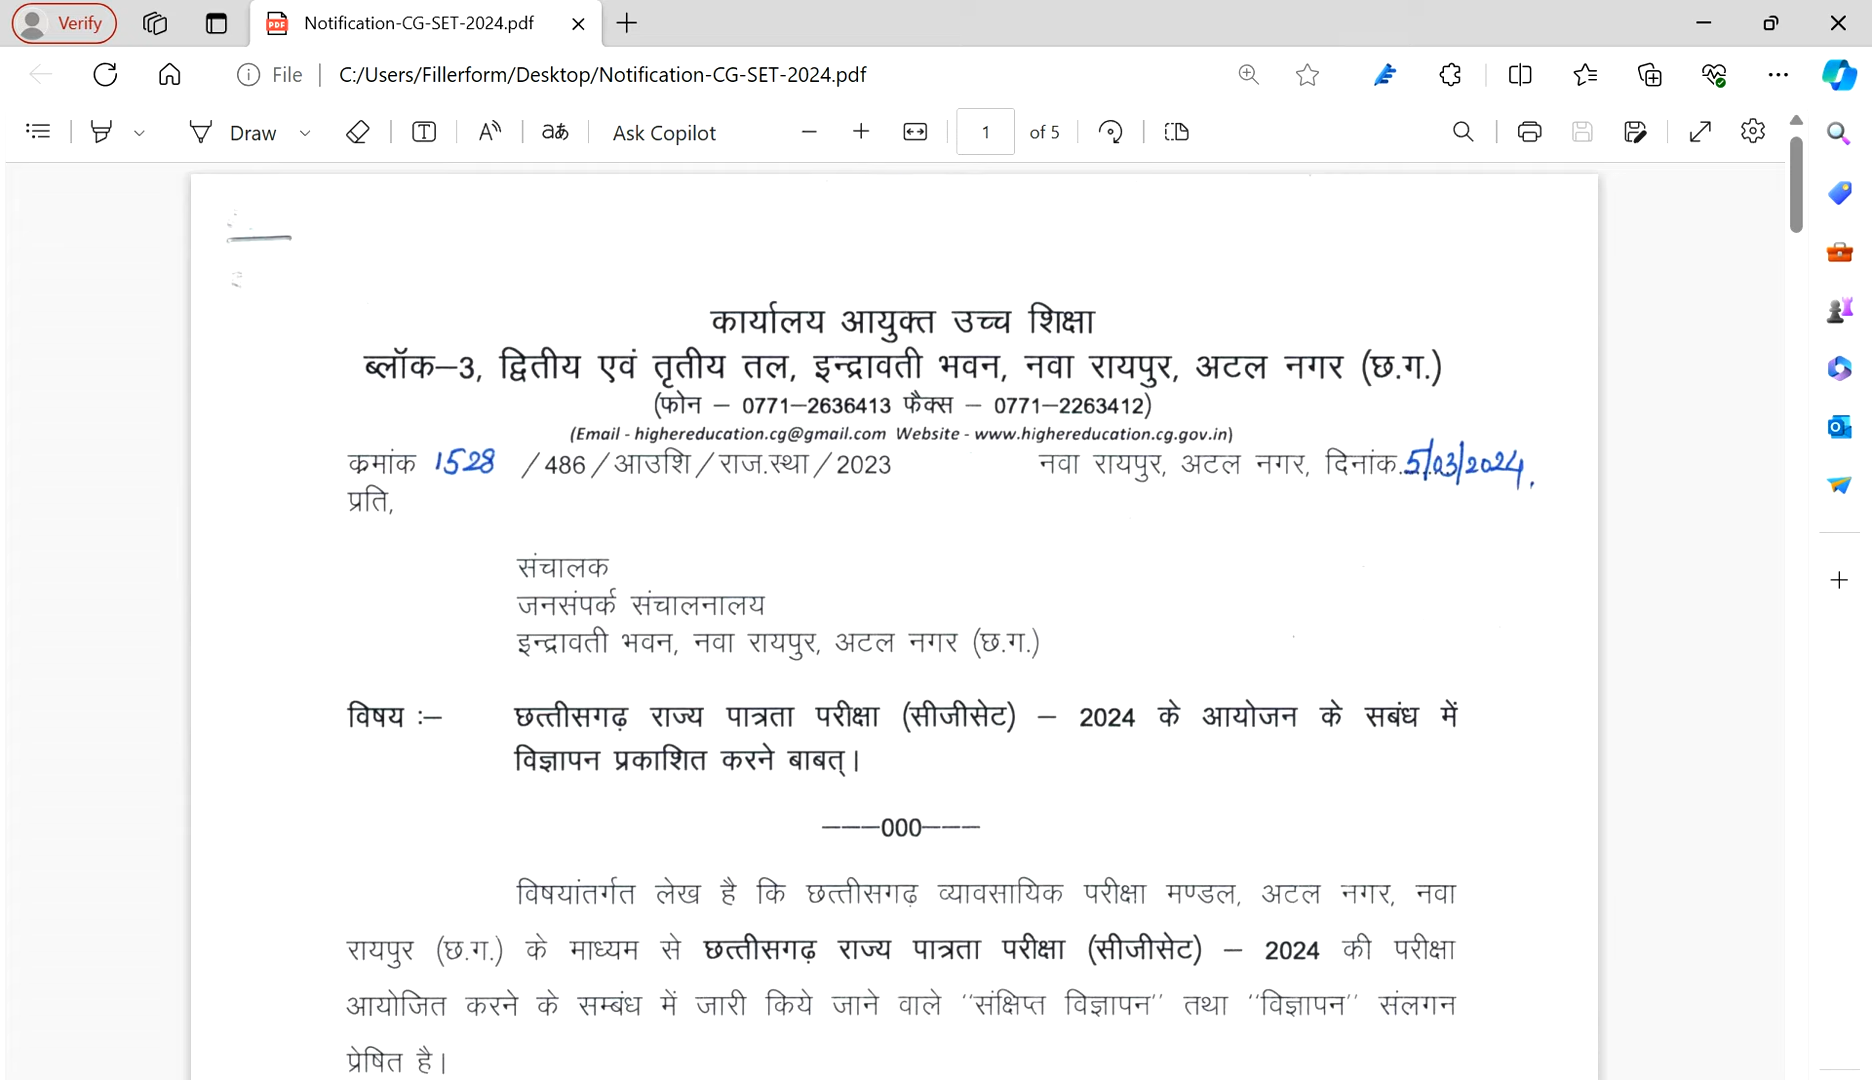 Verify
Notification-CG-SET-2024.pdf
File
C:/Users/Fillerform/Desktop/Notification-CG-SET-2024.pdf
Draw
aあ
Ask Copilot
1 of 5
कार्यालय आयुक्त उच्च शिक्षा
ब्लॉक–3, द्वितीय एवं तृतीय तल, इन्द्रावती भवन, नवा रायपुर, अटल नगर (छ.ग.)
(फोन – 0771–2636413 फैक्स – 0771–2263412)
(Email - highereducation.cg@gmail.com Website - www.highereducation.cg.gov.in)
कमांक 1528 /486/आउशि/राज.स्था/2023 नवा रायपुर, अटल नगर, दिनांक..5/03/2024.
प्रति,
संचालक
जनसंपर्क संचालनालय
इन्द्रावती भवन, नवा रायपुर, अटल नगर (छ.ग.)
विषय :– छत्तीसगढ़ राज्य पात्रता परीक्षा (सीजीसेट) – 2024 के आयोजन के सबंध में
विज्ञापन प्रकाशित करने बाबत्।
–––000–––
विषयांतर्गत लेख है कि छत्तीसगढ़ व्यावसायिक परीक्षा मण्डल, अटल नगर, नवा
रायपुर (छ.ग.) के माध्यम से छत्तीसगढ़ राज्य पात्रता परीक्षा (सीजीसेट) – 2024 की परीक्षा
आयोजित करने के सम्बंध में जारी किये जाने वाले ''संक्षिप्त विज्ञापन'' तथा ''विज्ञापन'' संलगन
प्रेषित है।